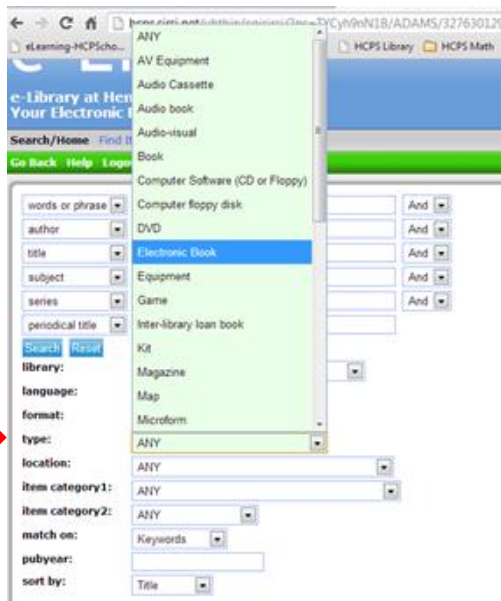 eLearning-HCPScho...
HCPS Library
HCPS Math
e-Library at Hen
Your Electronic
Search/Home Find It
Go Back Help Logo
ANY
AV Equipment
Audio Cassette
Audio book
Audio-visual
Book
Computer Software (CD or Floppy)
Computer floppy disk
DVD
Electronic Book
Equipment
Game
Inter-library loan book
Kit
Magazine
Map
Microform
words or phrase And
author And
title And
subject And
series And
periodical title
Search Reset
library:
language:
format:
type: ANY
location: ANY
item category1: ANY
item category2: ANY
match on: Keywords
pubyear:
sort by: Title